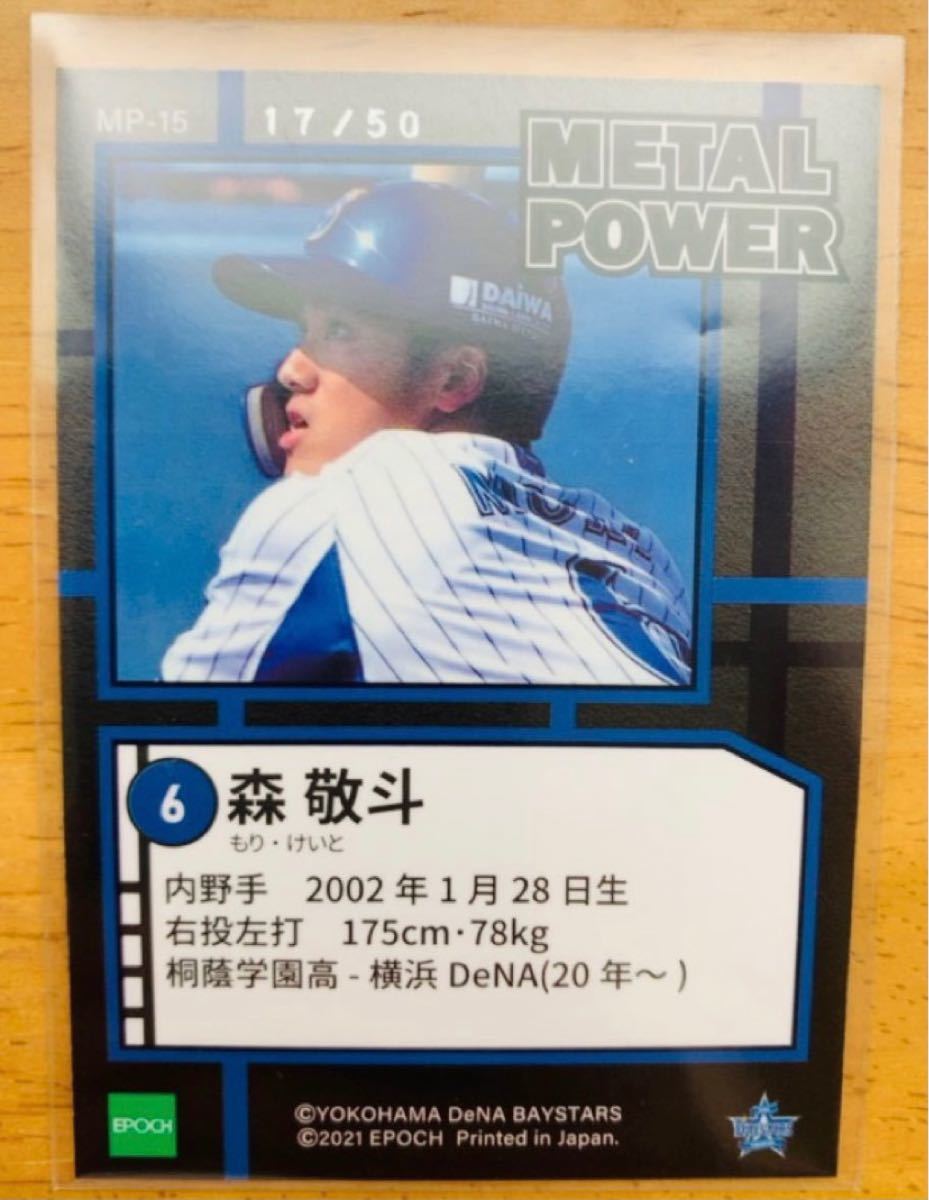 MP-15
17/50
METAL
POWER
DAIWA
MORI
6
森 敬斗
もり・けいと
内野手 2002 年 1 月 28 日生
右投左打 175cm・78kg
桐蔭学園高 - 横浜 DeNA(20 年〜 )
EPOCH
©YOKOHAMA DeNA BAYSTARS
©2021 EPOCH Printed in Japan.